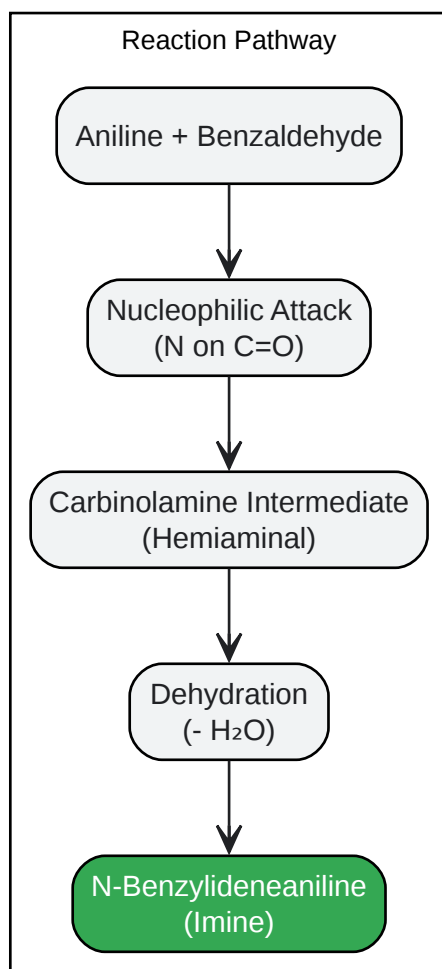 Reaction Pathway
Aniline + Benzaldehyde
Nucleophilic Attack
(N on C=O)
Carbinolamine Intermediate
(Hemiaminal)
Dehydration
(- H₂O)
N-Benzylideneaniline
(Imine)